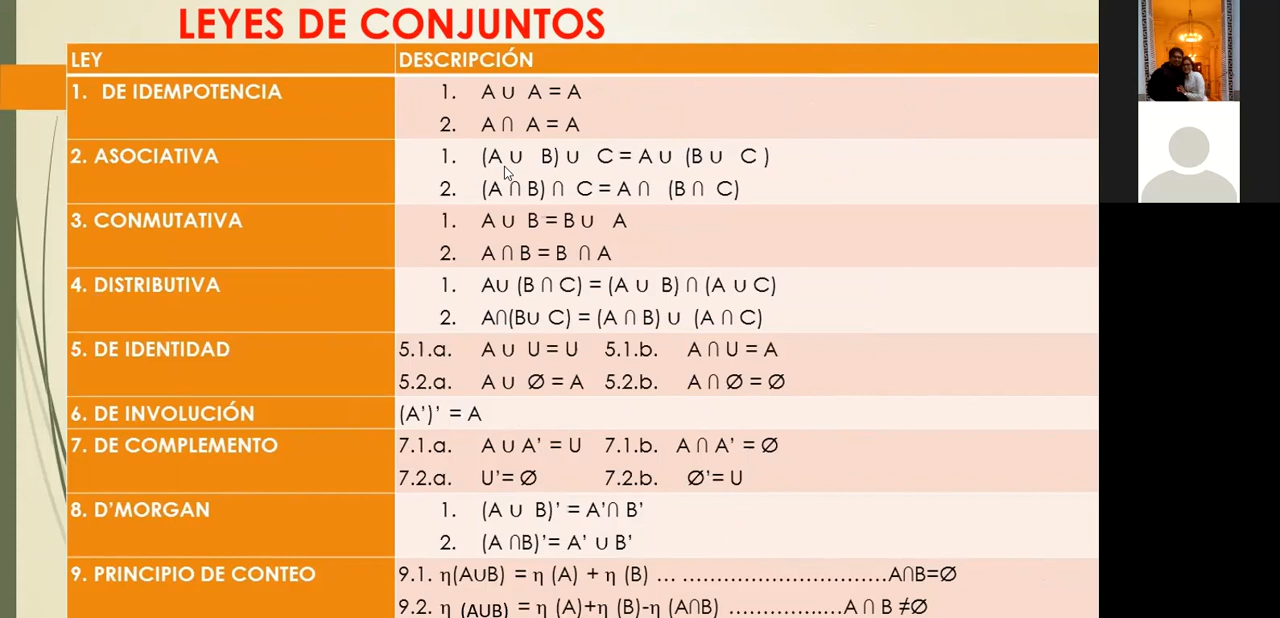 LEYES DE CONJUNTOS
LEY DESCRIPCIÓN
1. DE IDEMPOTENCIA 1. A ∪ A = A
2. A ∩ A = A
2. ASOCIATIVA 1. (A ∪ B) ∪ C = A ∪ (B ∪ C )
2. (A ∩ B) ∩ C = A ∩ (B ∩ C)
3. CONMUTATIVA 1. A ∪ B = B ∪ A
2. A ∩ B = B ∩ A
4. DISTRIBUTIVA 1. A∪ (B ∩ C) = (A ∪ B) ∩ (A ∪ C)
2. A∩(B∪ C) = (A ∩ B) ∪ (A ∩ C)
5. DE IDENTIDAD 5.1.a. A ∪ U = U 5.1.b. A ∩ U = A
5.2.a. A ∪ Ø = A 5.2.b. A ∩ Ø = Ø
6. DE INVOLUCIÓN (A’)’ = A
7. DE COMPLEMENTO 7.1.a. A ∪ A’ = U 7.1.b. A ∩ A’ = Ø
7.2.a. U’= Ø 7.2.b. Ø’= U
8. D’MORGAN 1. (A ∪ B)’ = A’∩ B’
2. (A ∩B)’= A’ ∪ B’
9. PRINCIPIO DE CONTEO 9.1. η(A∪B) = η (A) + η (B) … …………………………A∩B=Ø
9.2. η (AUB) = η (A)+η (B)-η (A∩B) …………….…A ∩ B ≠Ø